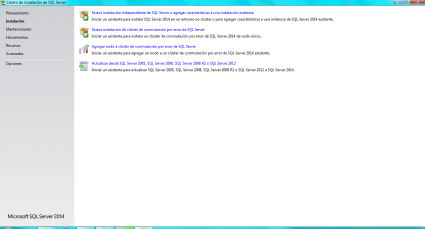 Centro de instalación de SQL Server
Planeamiento
Instalación
Mantenimiento
Herramientas
Recursos
Avanzadas
Opciones
Nueva instalación independiente de SQL Server o agregar características a una instalación existente
Iniciar un asistente para instalar SQL Server 2014 en un entorno no clúster o para agregar características a una instancia de SQL Server 2014 existente.
Nueva instalación de clúster de conmutación por error de SQL Server
Iniciar un asistente para instalar un clúster de conmutación por error de SQL Server 2014 de nodo único.
Agregar nodo a clúster de conmutación por error de SQL Server
Iniciar un asistente para agregar un nodo a un clúster de conmutación por error de SQL Server 2014 existente.
Actualizar desde SQL Server 2005, SQL Server 2008, SQL Server 2008 R2 o SQL Server 2012
Iniciar un asistente para actualizar SQL Server 2005, SQL Server 2008, SQL Server 2008 R2 o SQL Server 2012 a SQL Server 2014.
Microsoft SQL Server 2014